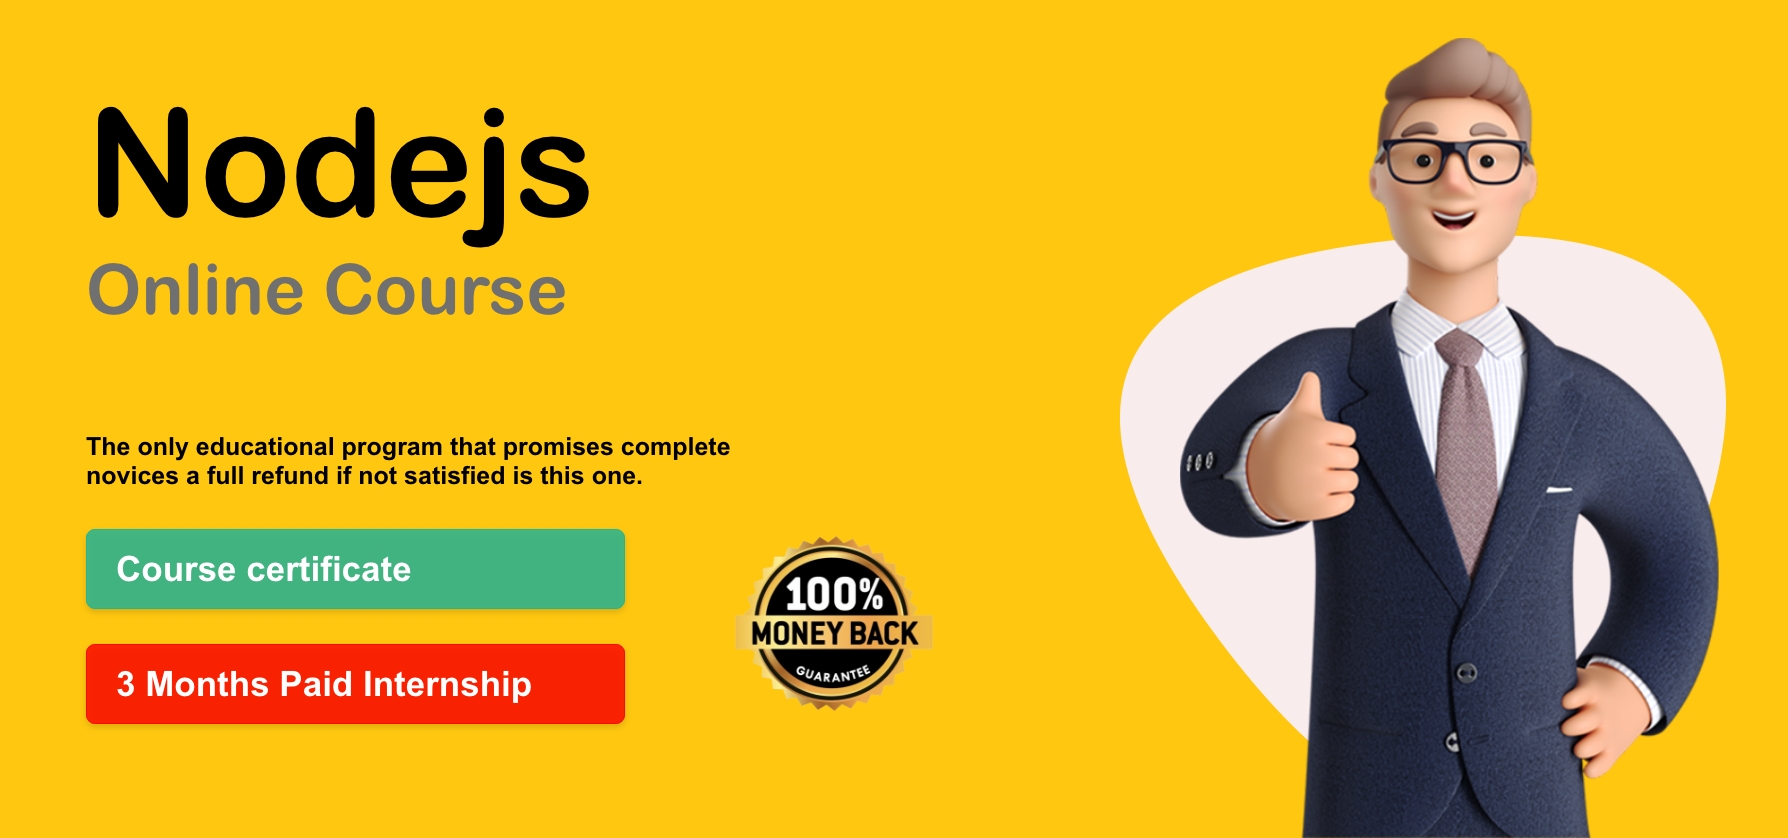 Nodejs
Online Course
The only educational program that promises complete
novices a full refund if not satisfied is this one.
Course certificate
3 Months Paid Internship
100%
MONEY BACK
GUARANTEE